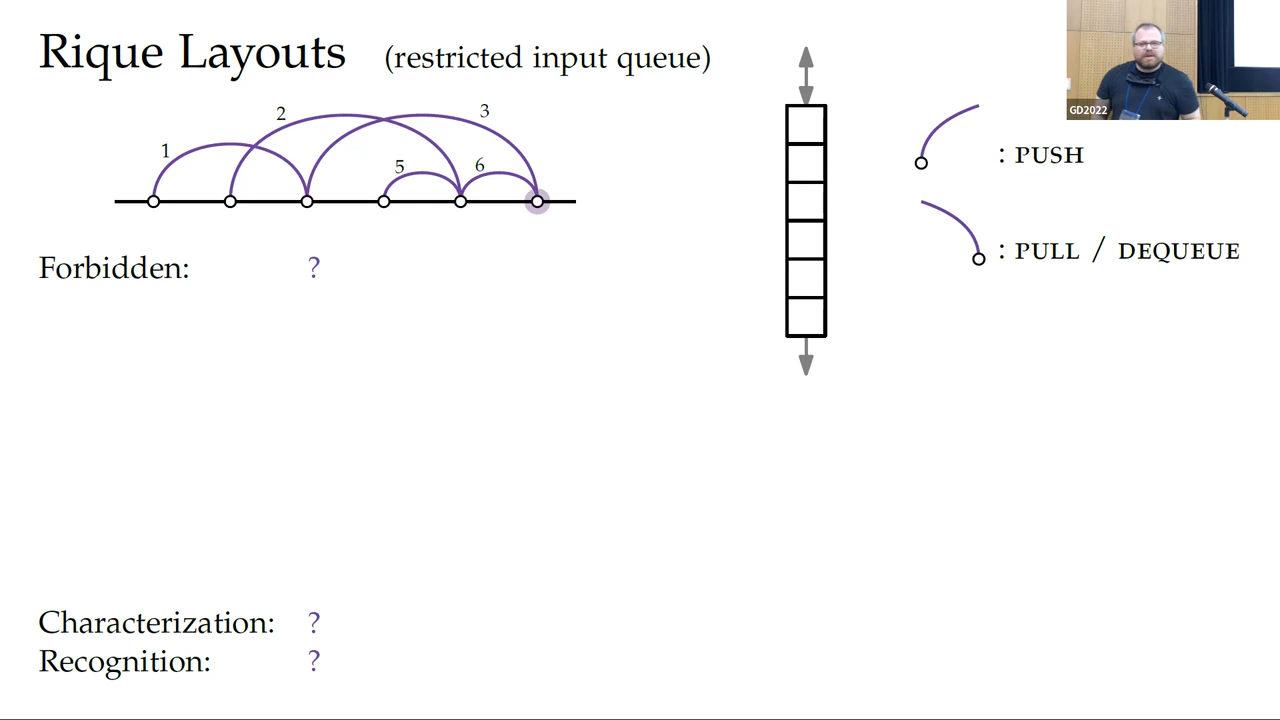 Rique Layouts (restricted input queue)
GD2022
1
2
3
5
6
: PUSH
: PULL / DEQUEUE
Forbidden: ?
Characterization: ?
Recognition: ?